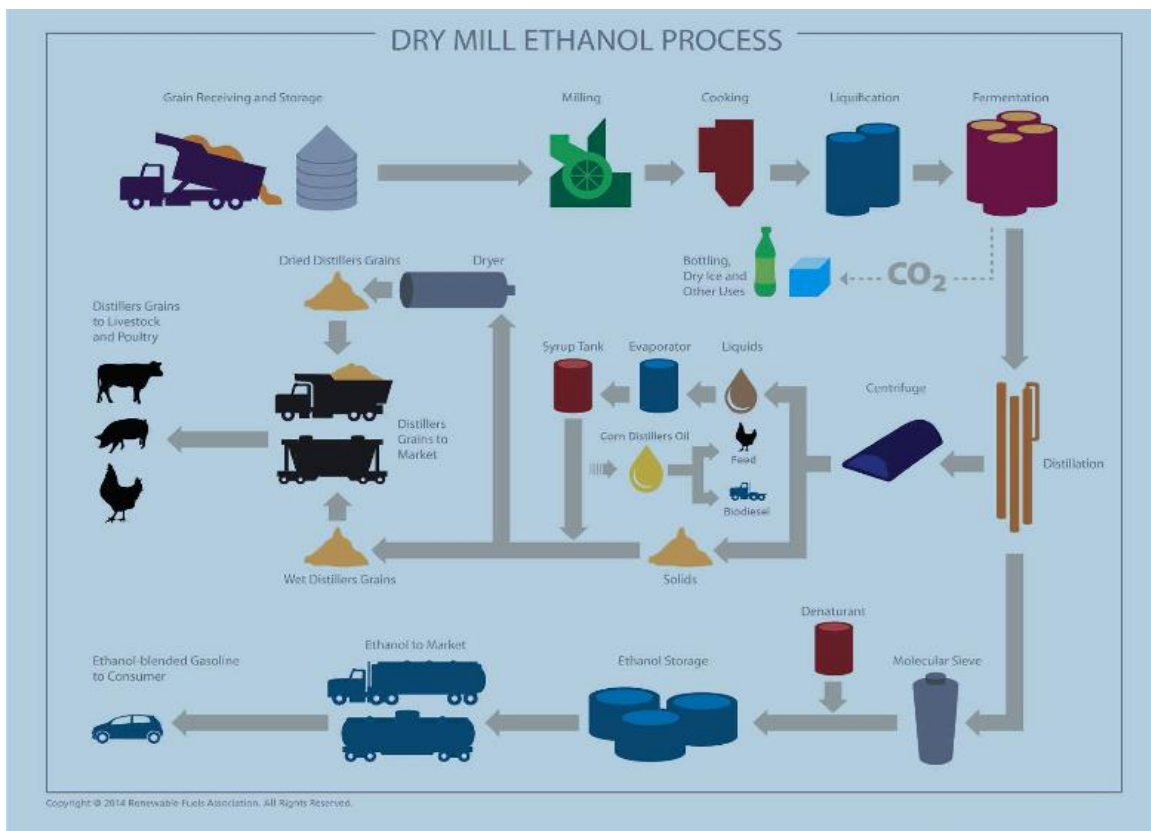 DRY MILL ETHANOL PROCESS
Grain Receiving and Storage
Milling
Cooking
Liquification
Fermentation
Bottling,
Dry Ice and
Other Uses
CO2
Dried Distillers Grains
Dryer
Distillers Grains
to Livestock
and Poultry
Syrup Tank
Evaporator
Liquids
Centrifuge
Distillers
Grains to
Market
Corn Distillers Oil
Feed
Biodiesel
Distillation
Wet Distillers Grains
Solids
Denaturant
Ethanol-blended Gasoline
to Consumer
Ethanol to Market
Ethanol Storage
Molecular Sieve
Copyright © 2014 Renewable Fuels Association. All Rights Reserved.